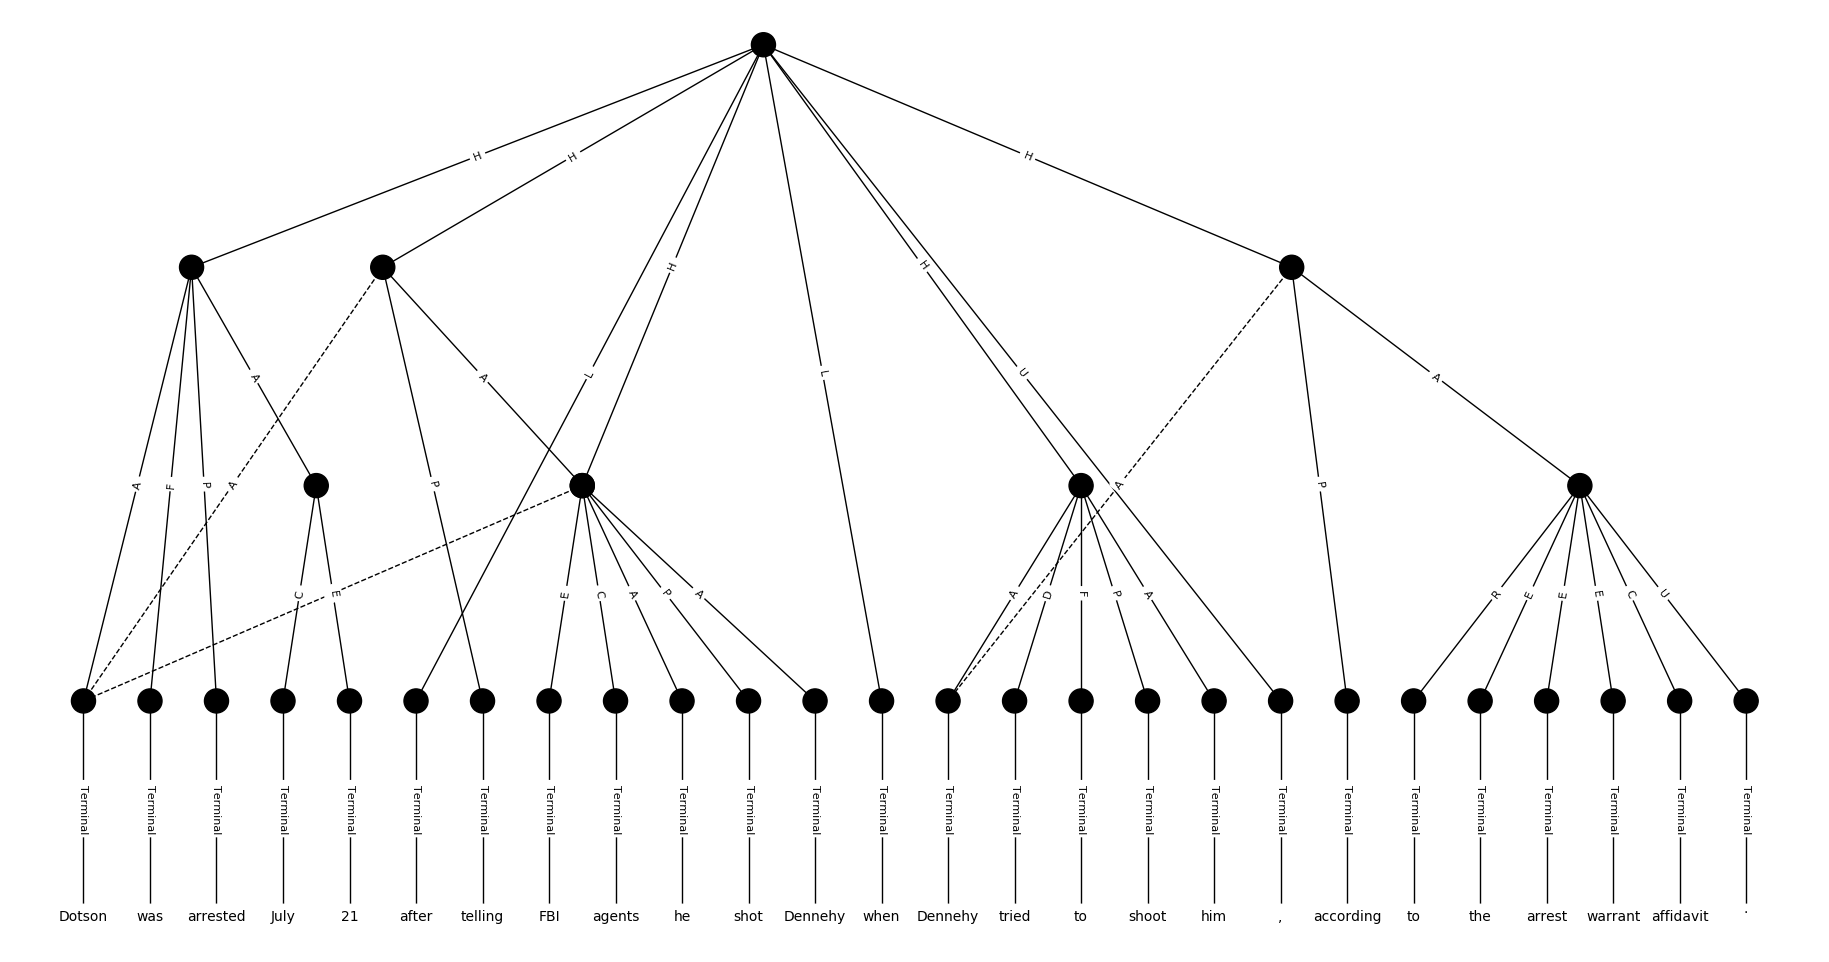 H H H
H H
A L A L U A
A F P A P A P
C E E C A P A A D F P A R E E E C U
Terminal Terminal Terminal Terminal Terminal Terminal Terminal Terminal Terminal Terminal Terminal Terminal Terminal Terminal Terminal Terminal Terminal Terminal Terminal Terminal Terminal Terminal Terminal Terminal Terminal Terminal
Dotson was arrested July 21 after telling FBI agents he shot Dennehy when Dennehy tried to shoot him , according to the arrest warrant affidavit .